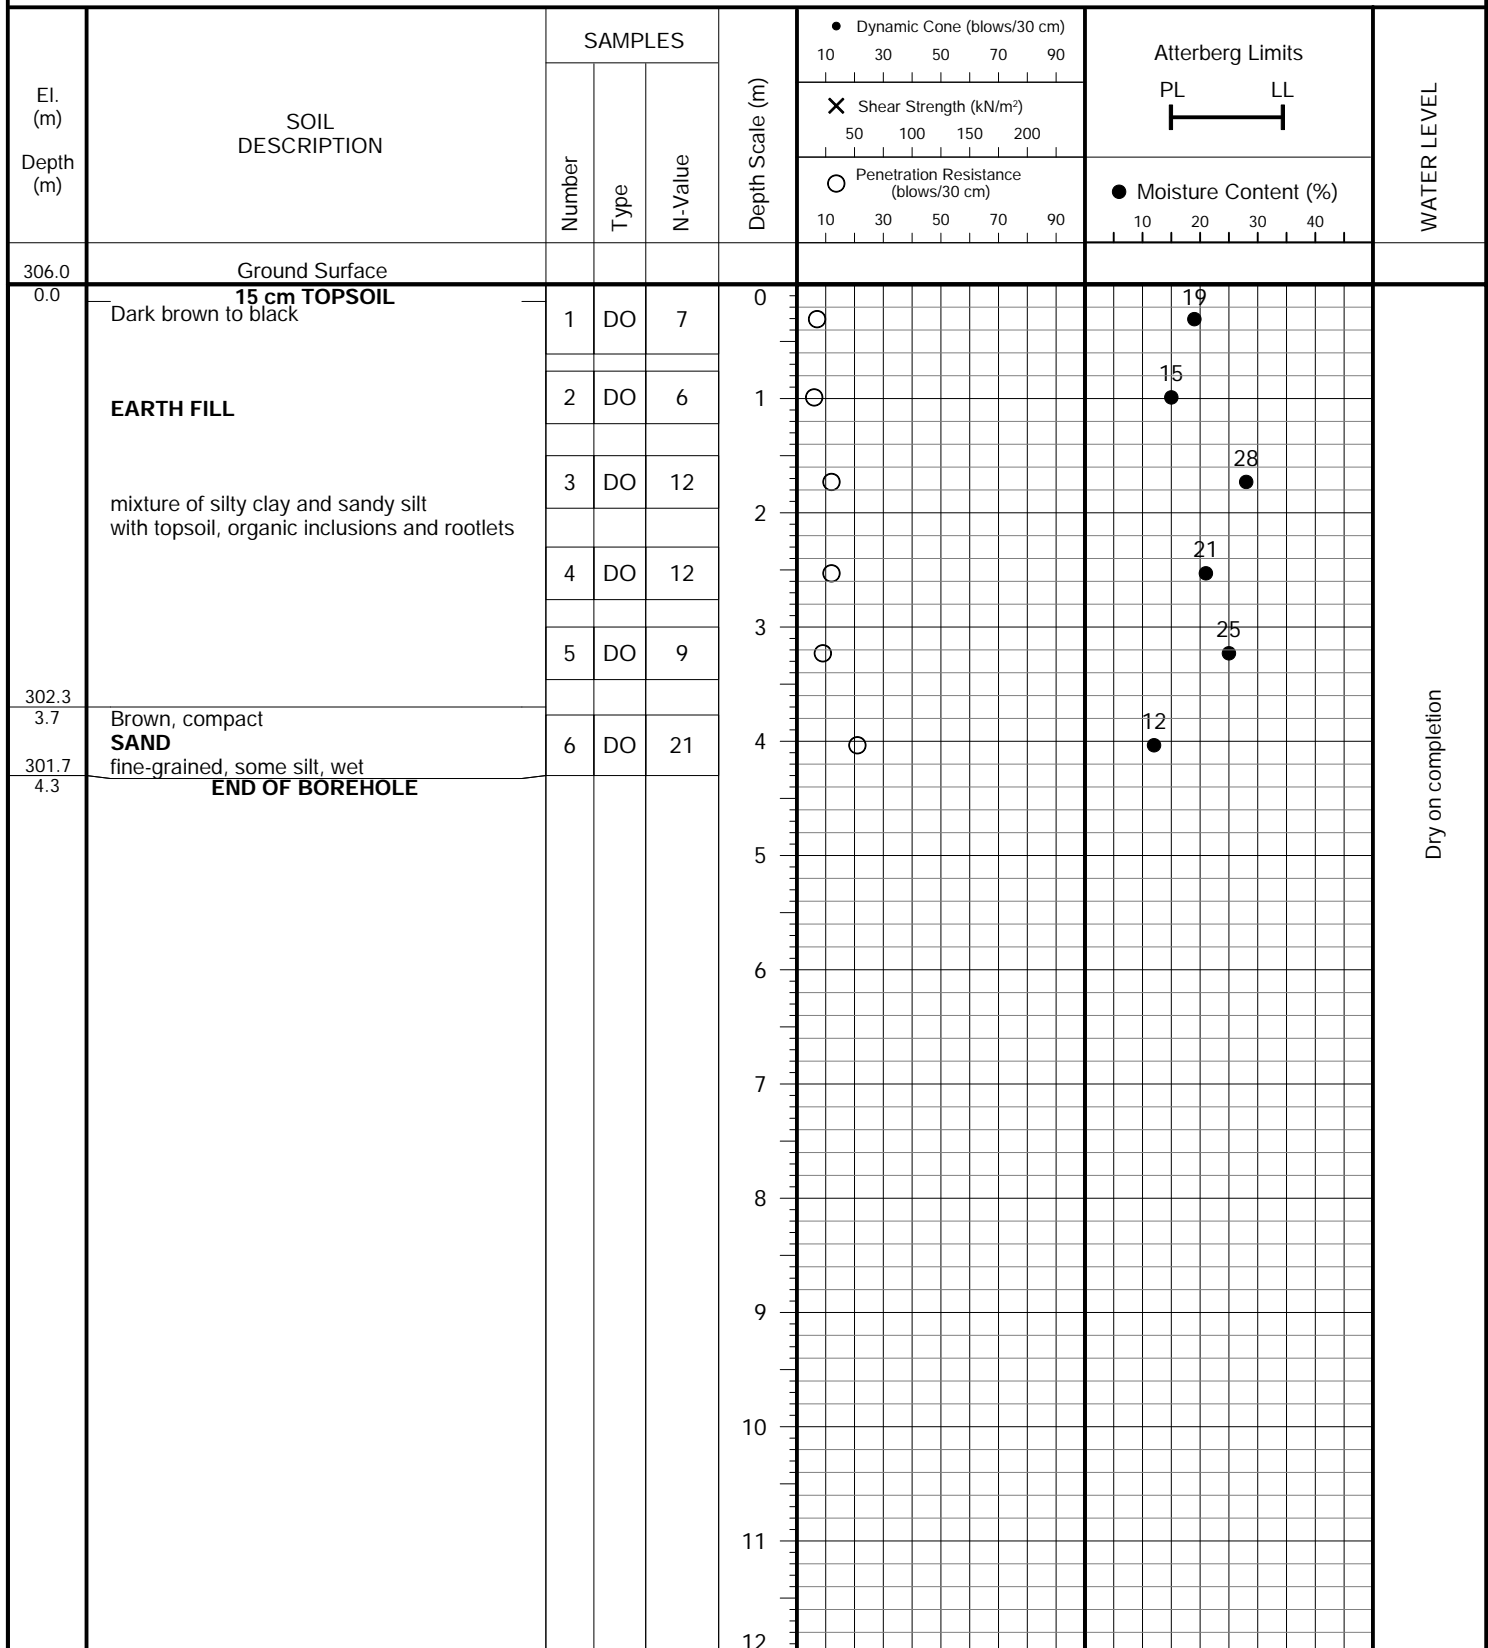 El.
(m)
Depth
(m)
SOIL
DESCRIPTION
SAMPLES
Number
Type
N-Value
Depth Scale (m)
Dynamic Cone (blows/30 cm)
10 30 50 70 90
Shear Strength (kN/m²)
50 100 150 200
Penetration Resistance
(blows/30 cm)
10 30 50 70 90
Atterberg Limits
PL LL
Moisture Content (%)
10 20 30 40
WATER LEVEL
306.0 Ground Surface
0.0 15 cm TOPSOIL 0 19
Dark brown to black
1 DO 7
15
2 DO 6 1
EARTH FILL
28
3 DO 12
mixture of silty clay and sandy silt 2
with topsoil, organic inclusions and rootlets
21
4 DO 12
3 25
5 DO 9
302.3
3.7 Brown, compact 12
SAND 6 DO 21 4
301.7 fine-grained, some silt, wet
4.3 END OF BOREHOLE
Dry on completion
5
6
7
8
9
10
11
12